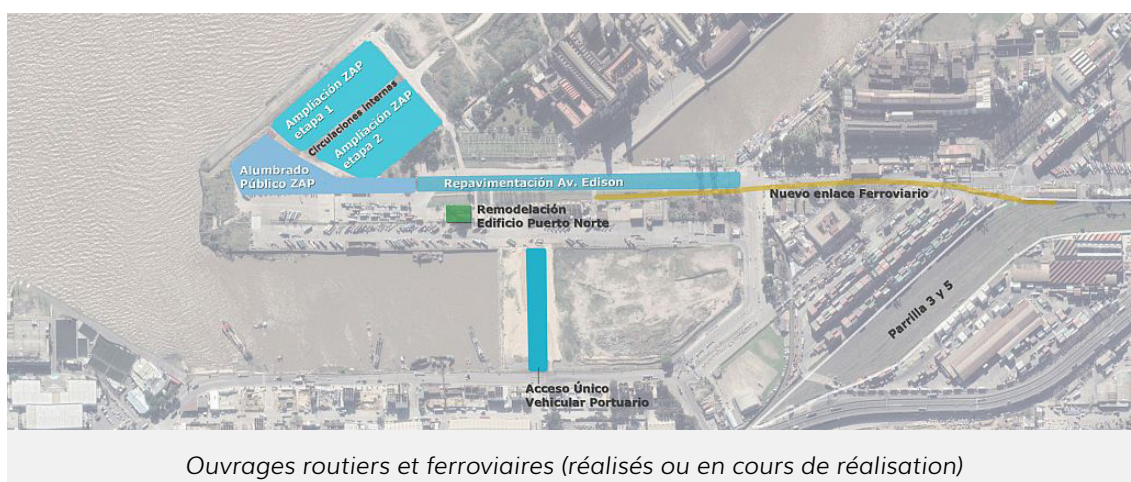 Ampliación ZAP
etapa 1
Circulaciones internas
Ampliación ZAP
etapa 2
Alumbrado
Público ZAP
Repavimentación Av. Edison
Nuevo enlace Ferroviario
Remodelación
Edificio Puerto Norte
Parrilla 3 y 5
Acceso Único
Vehicular Portuario
Ouvrages routiers et ferroviaires (réalisés ou en cours de réalisation)